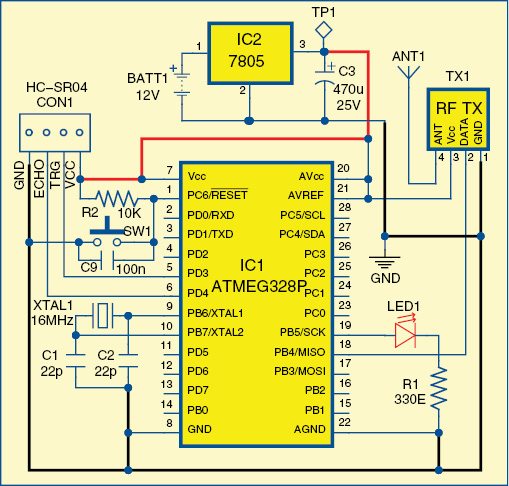 TP1
IC2
7805
1
3
2
BATT1
12V
+
+
C3
470u
25V
ANT1
TX1
RF TX
ANT
Vcc
DATA
GND
4 3 2 1
HC-SR04
CON1
GND
ECHO
TRG
VCC
R2 10K
SW1
C9 100n
XTAL1
16MHz
C1
22p
C2
22p
IC1
ATMEG328P
7 Vcc AVcc 20
1 PC6/RESET AVREF 21
2 PD0/RXD PC5/SCL 28
3 PD1/TXD PC4/SDA 27
4 PD2 PC3 26
5 PD3 PC2 25
6 PD4 PC1 24
9 PB6/XTAL1 PC0 23
10 PB7/XTAL2 PB5/SCK 19
11 PD5 PB4/MISO 18
12 PD6 PB3/MOSI 17
13 PD7 PB2 16
14 PB0 PB1 15
8 GND AGND 22
GND
LED1
R1
330E